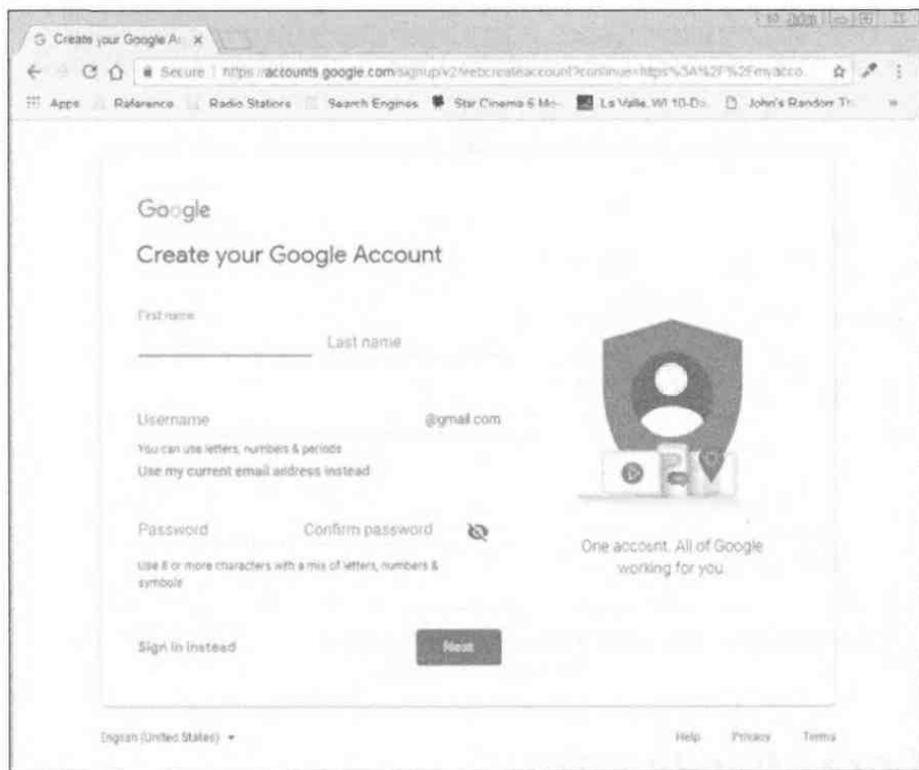 Create your Google Ac
Secure https://accounts.google.com/signup/v2/webcreateaccount?continue=https%3A%2F%2Fmyacco...
Apps Reference Radio Stations Search Engines Star Cinema 6 Mo La Valle, WI 10-Da John's Random Th »
Google
Create your Google Account
First name
Last name
Username @gmail.com
You can use letters, numbers & periods
Use my current email address instead
Password Confirm password
Use 8 or more characters with a mix of letters, numbers &
symbols
One account. All of Google
working for you.
Sign in instead Next
English (United States) Help Privacy Terms